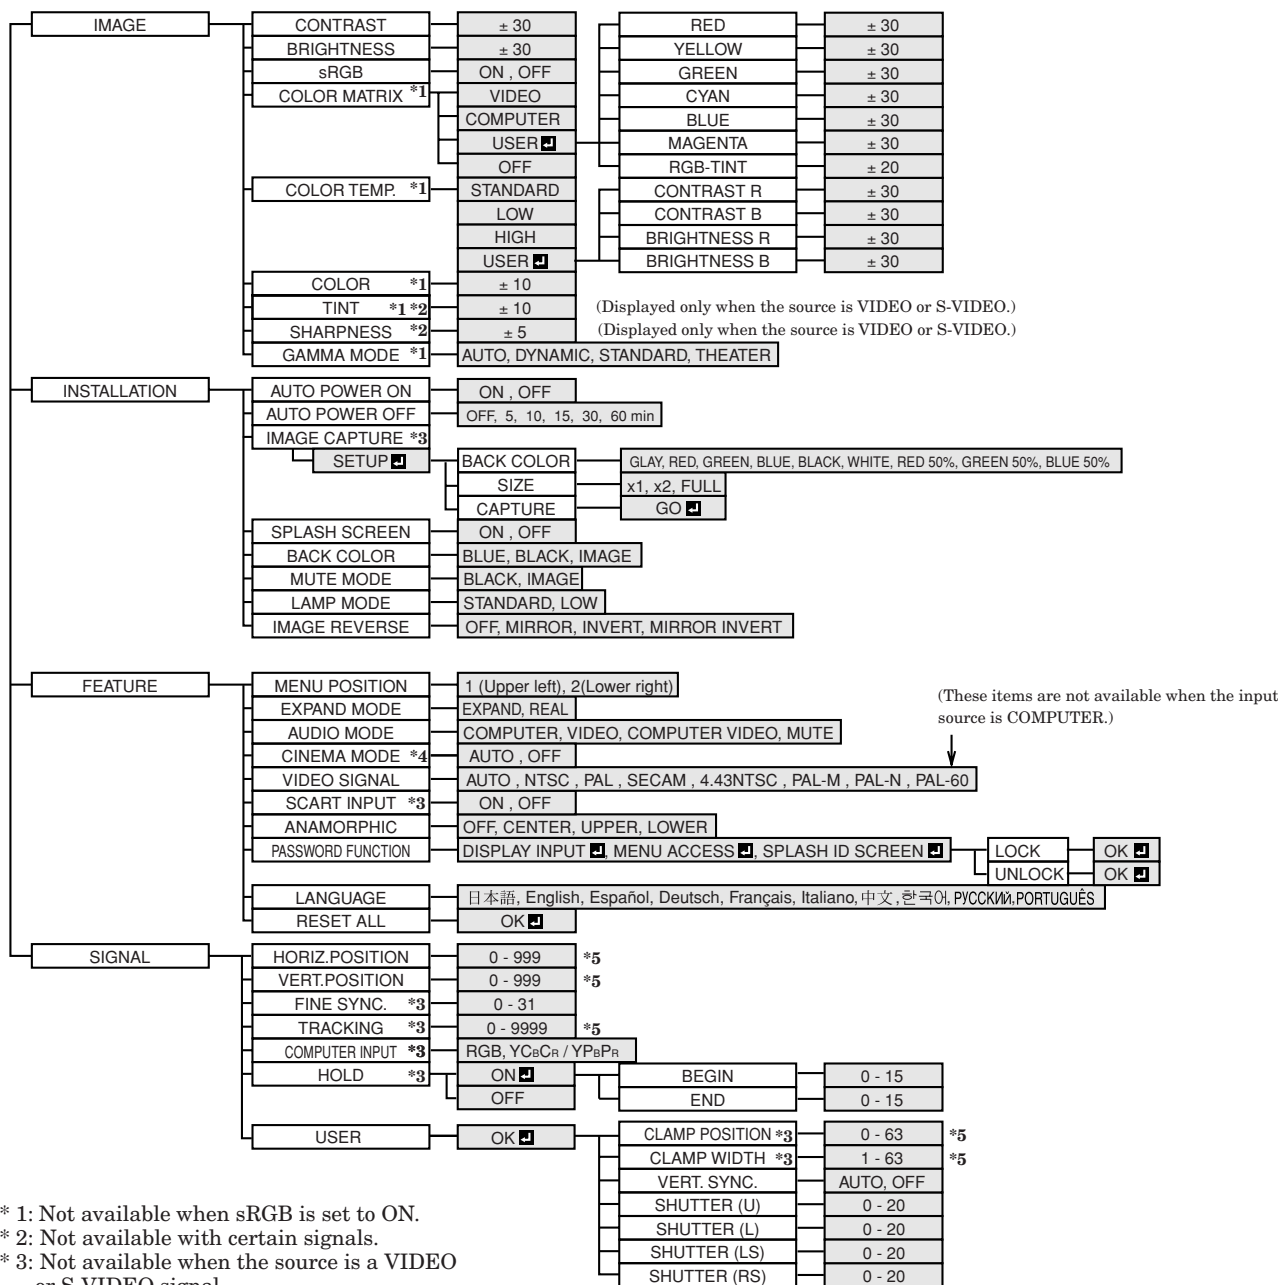 IMAGE CONTRAST ± 30 RED ± 30
BRIGHTNESS ± 30 YELLOW ± 30
sRGB ON , OFF GREEN ± 30
COLOR MATRIX *1 VIDEO CYAN ± 30
COMPUTER BLUE ± 30
USER MAGENTA ± 30
OFF RGB-TINT ± 20
COLOR TEMP. *1 STANDARD CONTRAST R ± 30
LOW CONTRAST B ± 30
HIGH BRIGHTNESS R ± 30
USER BRIGHTNESS B ± 30
COLOR *1 ± 10
TINT *1 *2 ± 10 (Displayed only when the source is VIDEO or S-VIDEO.)
SHARPNESS *2 ± 5 (Displayed only when the source is VIDEO or S-VIDEO.)
GAMMA MODE *1 AUTO, DYNAMIC, STANDARD, THEATER
INSTALLATION AUTO POWER ON ON , OFF
AUTO POWER OFF OFF, 5, 10, 15, 30, 60 min
IMAGE CAPTURE *3
SETUP BACK COLOR GLAY, RED, GREEN, BLUE, BLACK, WHITE, RED 50%, GREEN 50%, BLUE 50%
SIZE x1, x2, FULL
CAPTURE GO
SPLASH SCREEN ON , OFF
BACK COLOR BLUE, BLACK, IMAGE
MUTE MODE BLACK, IMAGE
LAMP MODE STANDARD, LOW
IMAGE REVERSE OFF, MIRROR, INVERT, MIRROR INVERT
FEATURE MENU POSITION 1 (Upper left), 2(Lower right)
(These items are not available when the input
source is COMPUTER.)
EXPAND MODE EXPAND, REAL
AUDIO MODE COMPUTER, VIDEO, COMPUTER VIDEO, MUTE
CINEMA MODE *4 AUTO , OFF
VIDEO SIGNAL AUTO , NTSC , PAL , SECAM , 4.43NTSC , PAL-M , PAL-N , PAL-60
SCART INPUT *3 ON , OFF
ANAMORPHIC OFF, CENTER, UPPER, LOWER
PASSWORD FUNCTION DISPLAY INPUT , MENU ACCESS , SPLASH ID SCREEN LOCK OK
UNLOCK OK
LANGUAGE 日本語, English, Español, Deutsch, Français, Italiano, 中文, 한국어, РУССКИЙ, PORTUGUÊS
RESET ALL OK
SIGNAL HORIZ.POSITION 0 - 999 *5
VERT.POSITION 0 - 999 *5
FINE SYNC. *3 0 - 31
TRACKING *3 0 - 9999 *5
COMPUTER INPUT *3 RGB, YCBCR / YPBPR
HOLD *3 ON BEGIN 0 - 15
OFF END 0 - 15
USER OK CLAMP POSITION *3 0 - 63 *5
CLAMP WIDTH *3 1 - 63 *5
VERT. SYNC. AUTO, OFF
SHUTTER (U) 0 - 20
SHUTTER (L) 0 - 20
SHUTTER (LS) 0 - 20
SHUTTER (RS) 0 - 20
* 1: Not available when sRGB is set to ON.
* 2: Not available with certain signals.
* 3: Not available when the source is a VIDEO
or S-VIDEO signal